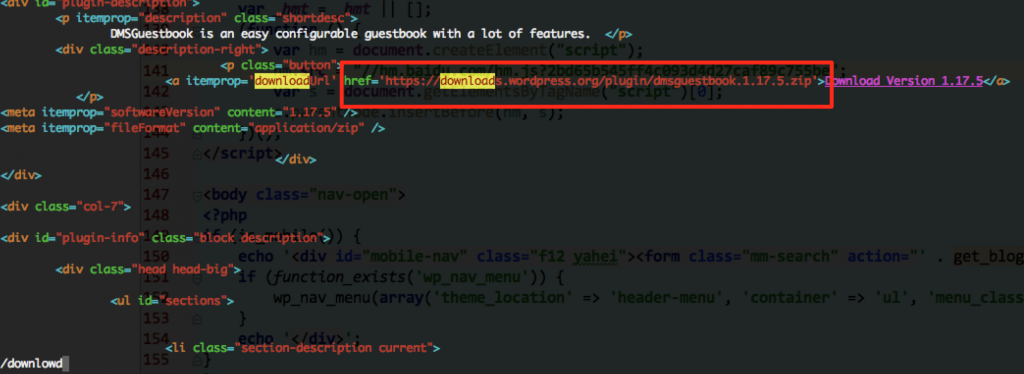 <div id="plugin-description">
var _hmt = _hmt || [];
<p itemprop="description" class="shortdesc">
DMSGuestbook is an easy configurable guestbook with a lot of features. </p>
<div class="description-right">
var hm = document.createElement("script");
<p class="button">
141
<a itemprop='downloadUrl' href='https://downloads.wordpress.org/plugin/dmsguestbook.1.17.5.zip'>Download Version 1.17.5</a>
</p>
142 var s = document.getElementsByTagName("script")[0];
<meta itemprop="softwareVersion" content="1.17.5" />
insertBefore(hm, s);
<meta itemprop="fileFormat" content="application/zip" />
144 })();
145 </script>
</div>
146
</div>
147 <body class="nav-open">
<div class="col-7">
148 <?php
<div id="plugin-info" class="block description">
150 echo '<div id="mobile-nav" class="f12 yahei"><form class="mm-search" action="' . get_blog
<div class="head head-big">
151 if (function_exists('wp_nav_menu')) {
<ul id="sections">
152 wp_nav_menu(array('theme_location' => 'header-menu', 'container' => 'ul', 'menu_class
153 }
154 echo '</div>';
<li class="section-description current">
155 }
/downlowd